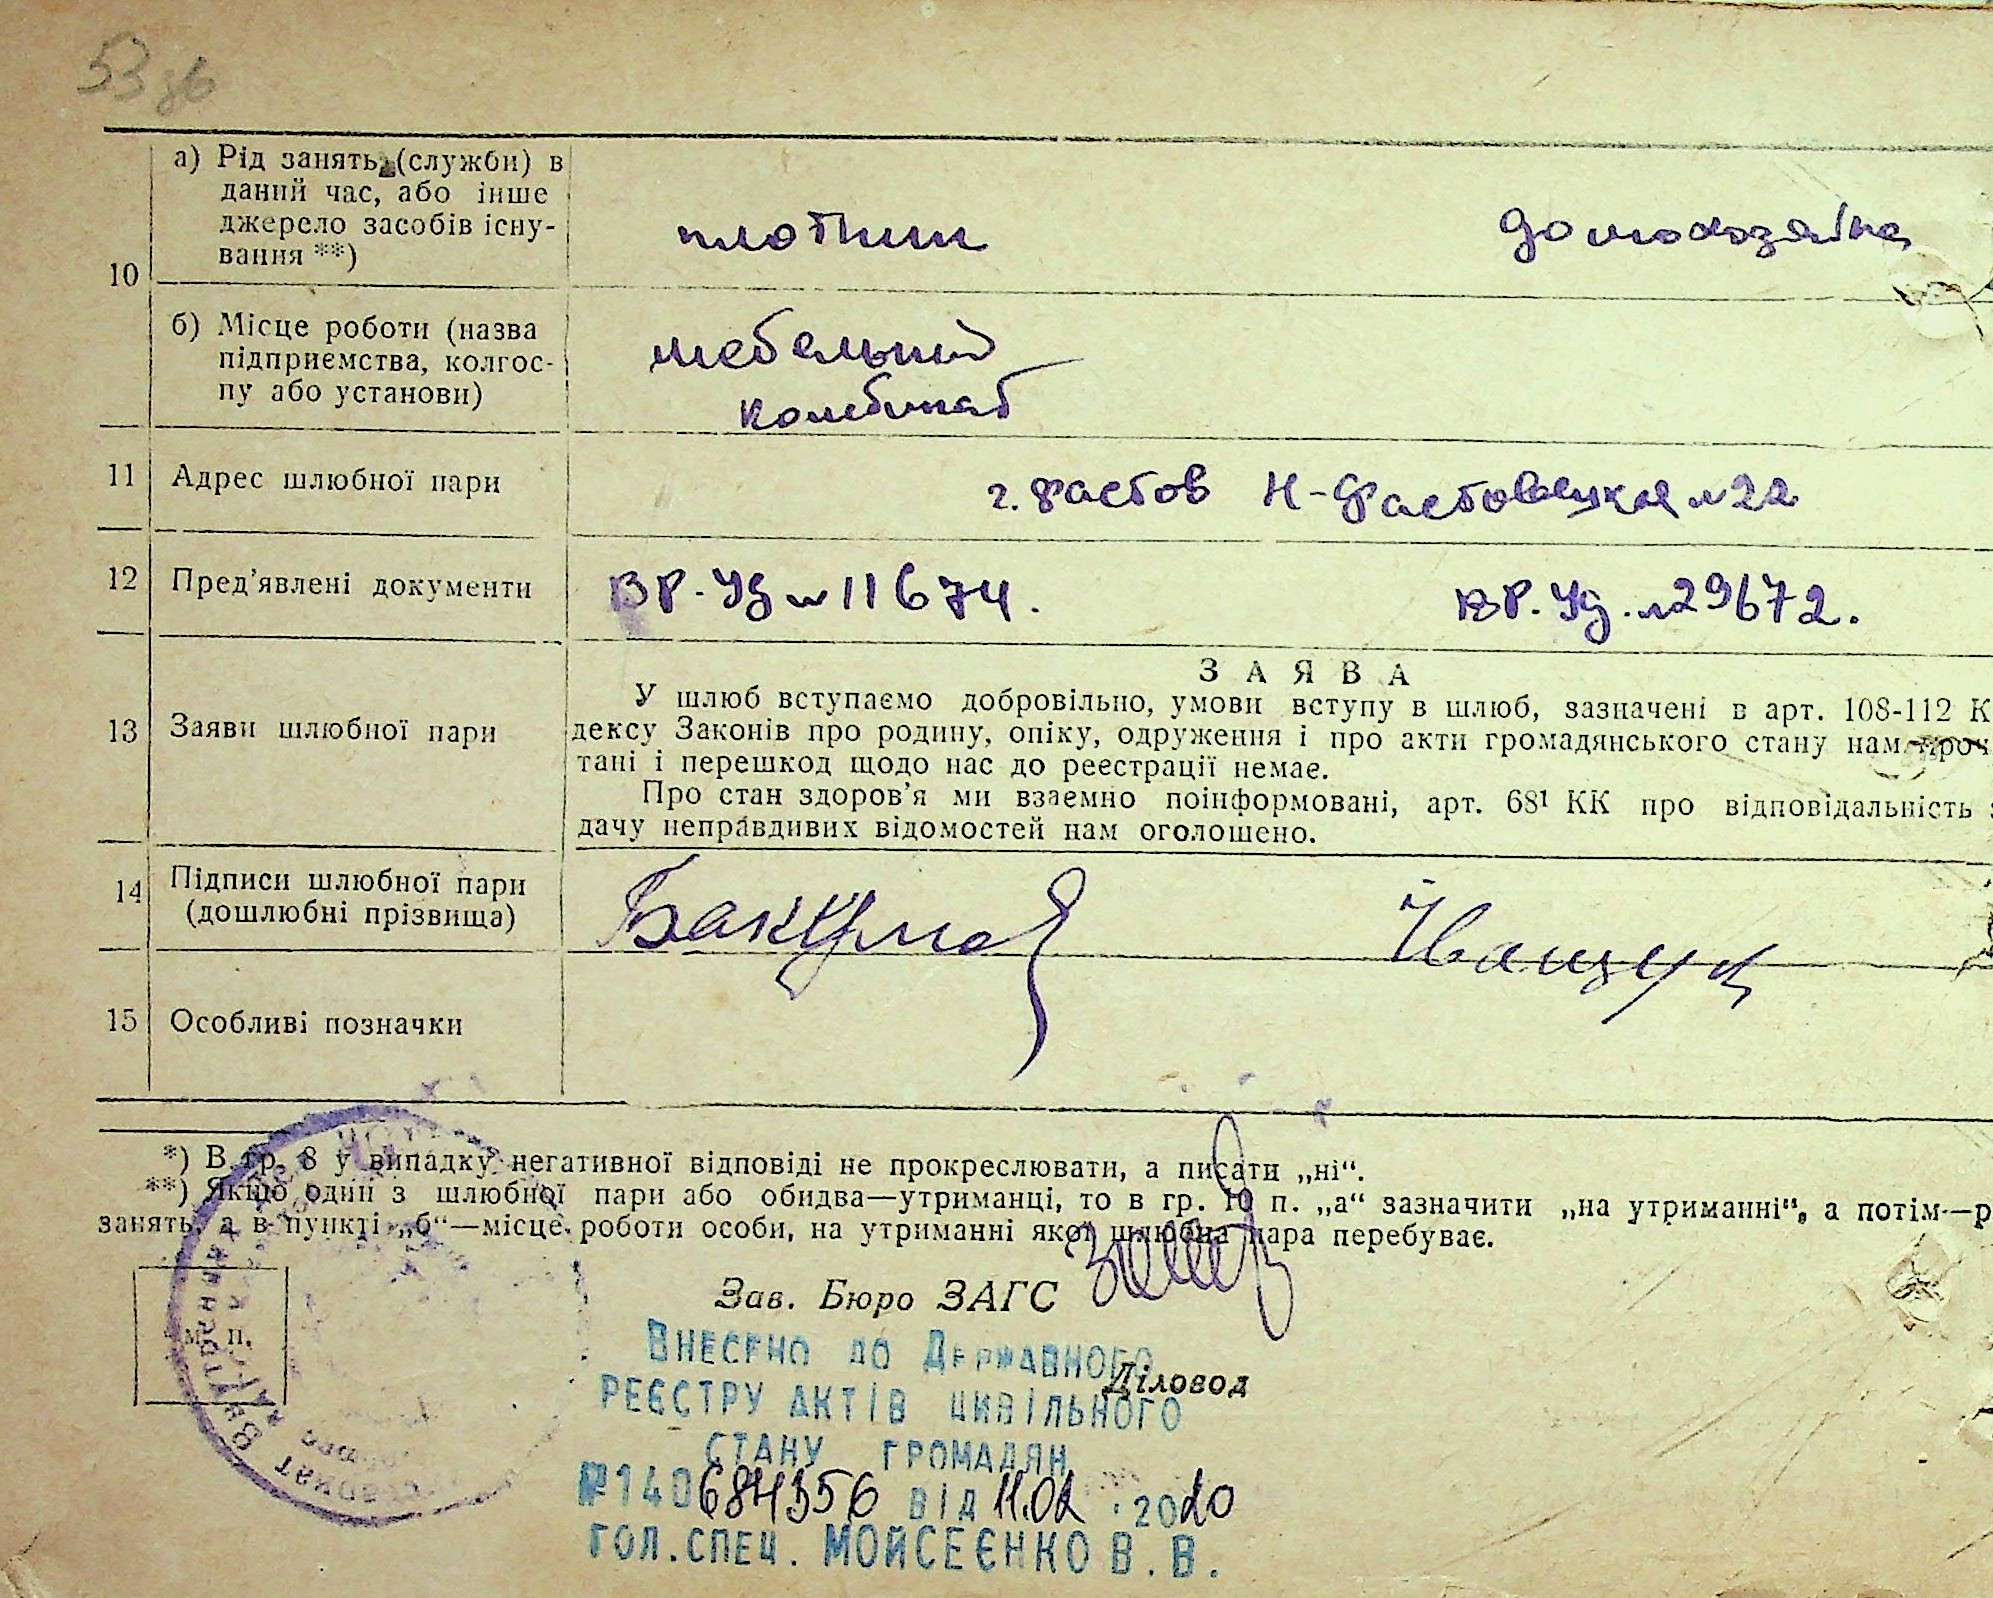 53 зв
10
а) Рід занять (службн) в
даний час, або інше
джерело засобів існу-
вання **)
плотник
домохозяйка
б) Місце роботи (назва
підприємства, колгос-
пу або установи)
мебельный
комбинат
11 Адрес шлюбної пари
г. Фастов Н-Фастовецкая №22
12 Пред’явлені документи
ВР. Уд №11674.
ВР. Уд. №29672.
13 Заяви шлюбної пари
ЗАЯВА
У шлюб вступаємо добровільно, умови вступу в шлюб, зазначені в арт. 108-112 К
дексу Законів про родину, опіку, одруження і про акти громадянського стану нам проч
тані і перешкод щодо нас до реєстрації немає.
Про стан здоров’я ми взаємно поінформовані, арт. 68¹ КК про відповідальність з
дачу неправдивих відомостей нам оголошено.
14 Підписи шлюбної пари
(дошлюбні прізвища)
Іващук
15 Особливі позначки
*) В гр. 8 у випадку негативної відповіді не прокреслювати, а писати „ні“.
**) Якщо один з шлюбної пари або обидва—утриманці, то в гр. 10 п. „а“ зазначити „на утриманні“, а потім—р
занять, а в пункті „б“—місце роботи особи, на утриманні якої шлюбна пара перебуває.
Зав. Бюро ЗАГС
м. п.
Діловод
ВНЕСЕНО ДО ДЕРЖАВНОГО
РЕЄСТРУ АКТІВ ЦИВІЛЬНОГО
СТАНУ ГРОМАДЯН
№140684356 ВІД 11.02.2020
ГОЛ.СПЕЦ. МОЙСЕЄНКО В.В.